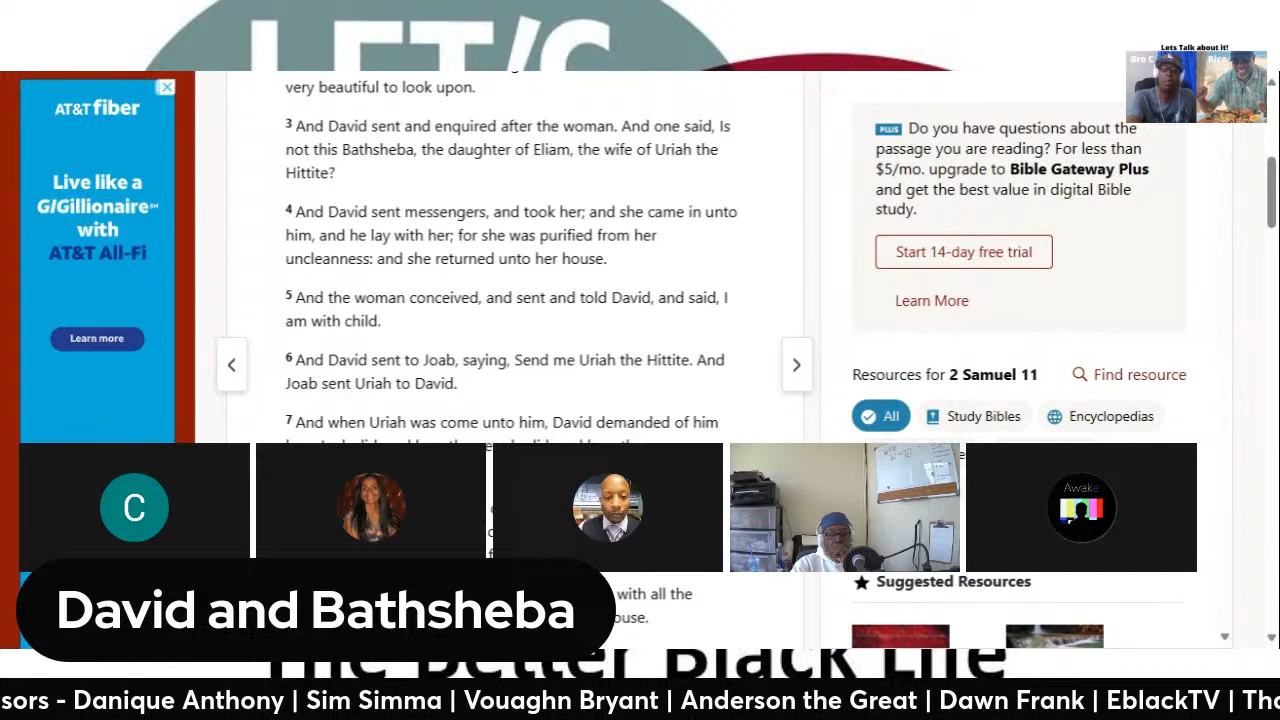 LET'S
Lets Talk about it!
Bro C
Rico
AT&T fiber
Live like a
GIGillionaire℠
with
AT&T All-Fi
Learn more
very beautiful to look upon.
3 And David sent and enquired after the woman. And one said, Is
not this Bathsheba, the daughter of Eliam, the wife of Uriah the
Hittite?
4 And David sent messengers, and took her; and she came in unto
him, and he lay with her; for she was purified from her
uncleanness: and she returned unto her house.
5 And the woman conceived, and sent and told David, and said, I
am with child.
6 And David sent to Joab, saying, Send me Uriah the Hittite. And
Joab sent Uriah to David.
7 And when Uriah was come unto him, David demanded of him
with all the
PLUS Do you have questions about the
passage you are reading? For less than
$5/mo. upgrade to Bible Gateway Plus
and get the best value in digital Bible
study.
Start 14-day free trial
Learn More
Resources for 2 Samuel 11
Find resource
All
Study Bibles
Encyclopedias
C
Awake
Suggested Resources
David and Bathsheba
The Better Black Life
sors - Danique Anthony | Sim Simma | Vouaghn Bryant | Anderson the Great | Dawn Frank | EblackTV | Tho